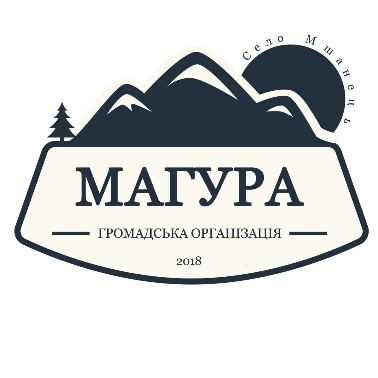 Село Мшанець
МАГУРА
ГРОМАДСЬКА ОРГАНІЗАЦІЯ
2018